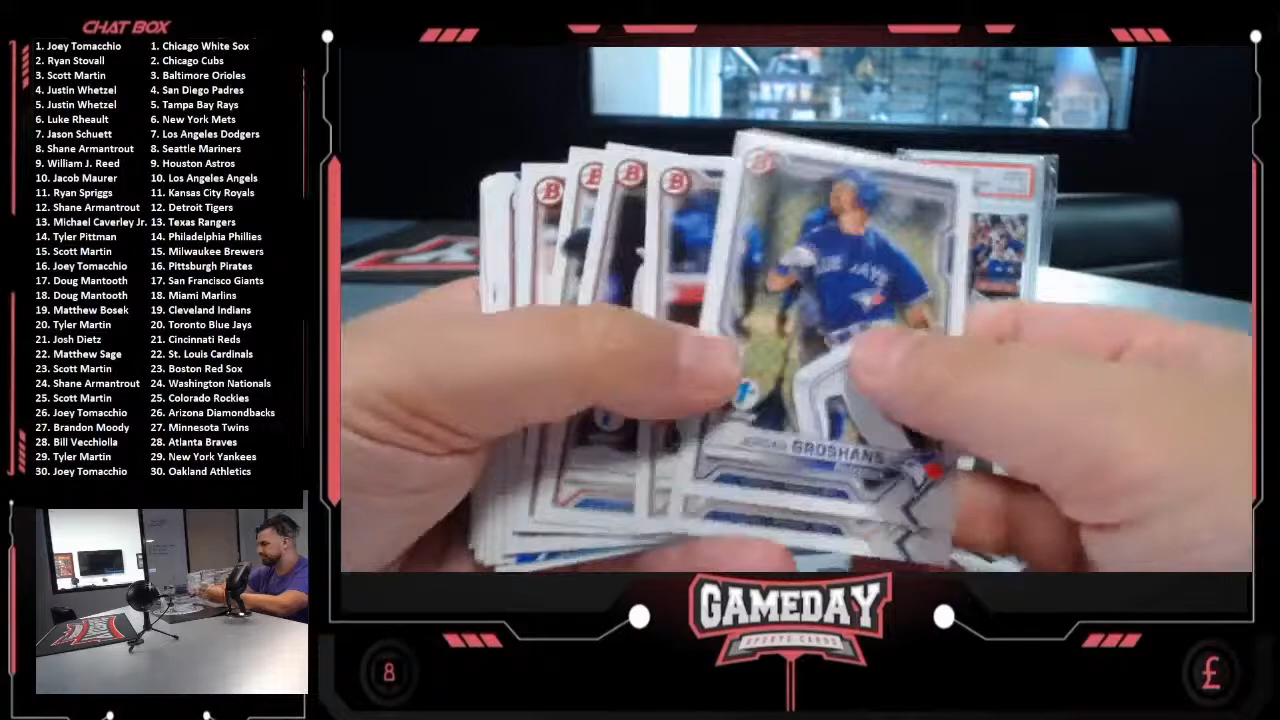 CHAT BOX
1. Joey Tomacchio 1. Chicago White Sox
2. Ryan Stovall 2. Chicago Cubs
3. Scott Martin 3. Baltimore Orioles
4. Justin Whetzel 4. San Diego Padres
5. Justin Whetzel 5. Tampa Bay Rays
6. Luke Rheault 6. New York Mets
7. Jason Schuett 7. Los Angeles Dodgers
8. Shane Armantrout 8. Seattle Mariners
9. William J. Reed 9. Houston Astros
10. Jacob Maurer 10. Los Angeles Angels
11. Ryan Spriggs 11. Kansas City Royals
12. Shane Armantrout 12. Detroit Tigers
13. Michael Caverley Jr. 13. Texas Rangers
14. Tyler Pittman 14. Philadelphia Phillies
15. Scott Martin 15. Milwaukee Brewers
16. Joey Tomacchio 16. Pittsburgh Pirates
17. Doug Mantooth 17. San Francisco Giants
18. Doug Mantooth 18. Miami Marlins
19. Matthew Bosek 19. Cleveland Indians
20. Tyler Martin 20. Toronto Blue Jays
21. Josh Dietz 21. Cincinnati Reds
22. Matthew Sage 22. St. Louis Cardinals
23. Scott Martin 23. Boston Red Sox
24. Shane Armantrout 24. Washington Nationals
25. Scott Martin 25. Colorado Rockies
26. Joey Tomacchio 26. Arizona Diamondbacks
27. Brandon Moody 27. Minnesota Twins
28. Bill Vecchiolla 28. Atlanta Braves
29. Tyler Martin 29. New York Yankees
30. Joey Tomacchio 30. Oakland Athletics
B
B
B
B
B
JAYS
GROSHANS
GAMEDAY
SPORTS CARDS
8
£